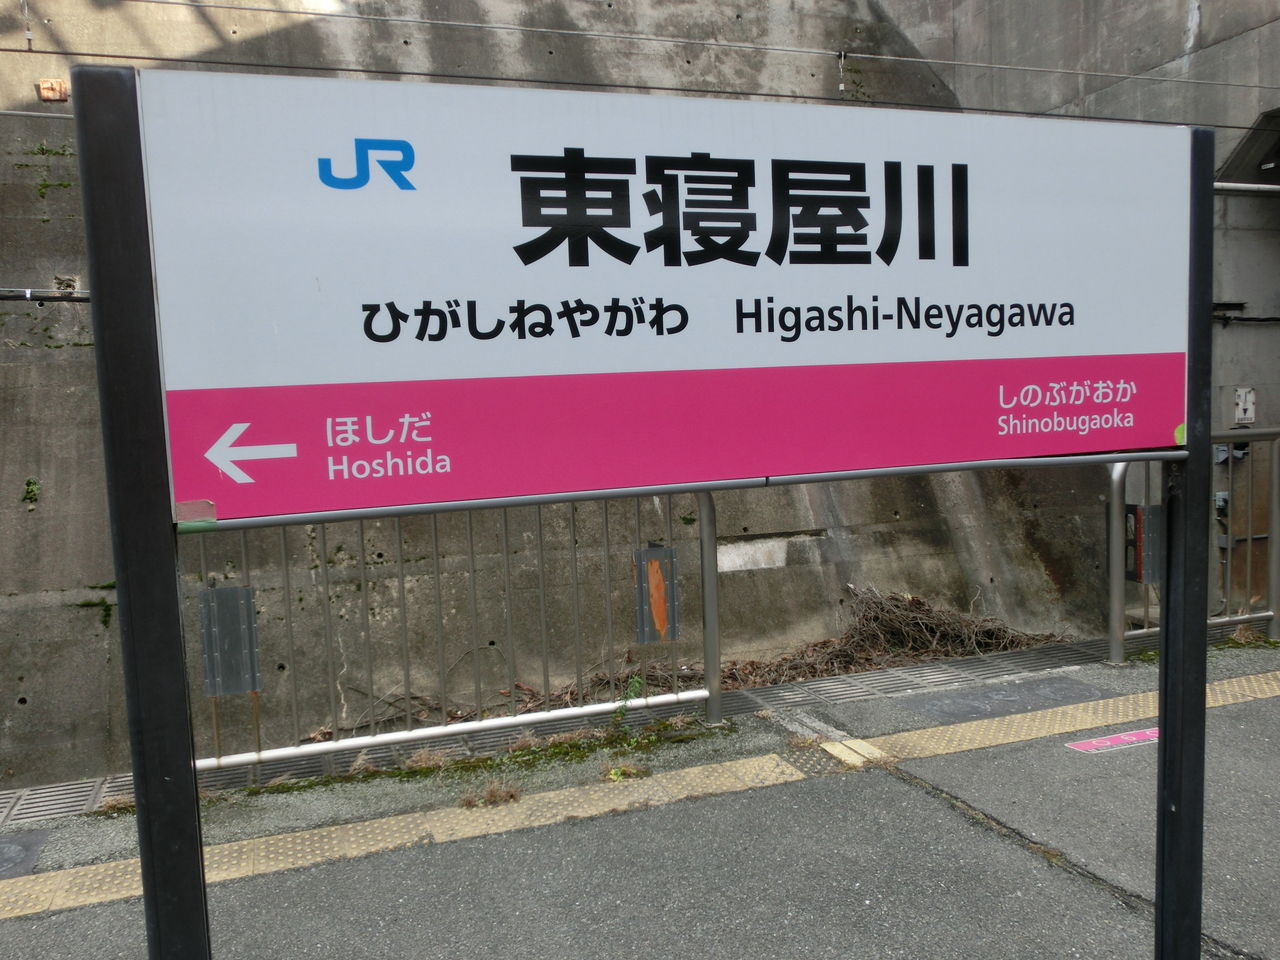 JR
東寝屋川
ひがしねやがわ Higashi-Neyagawa
← ほしだ
Hoshida
しのぶがおか
Shinobugaoka